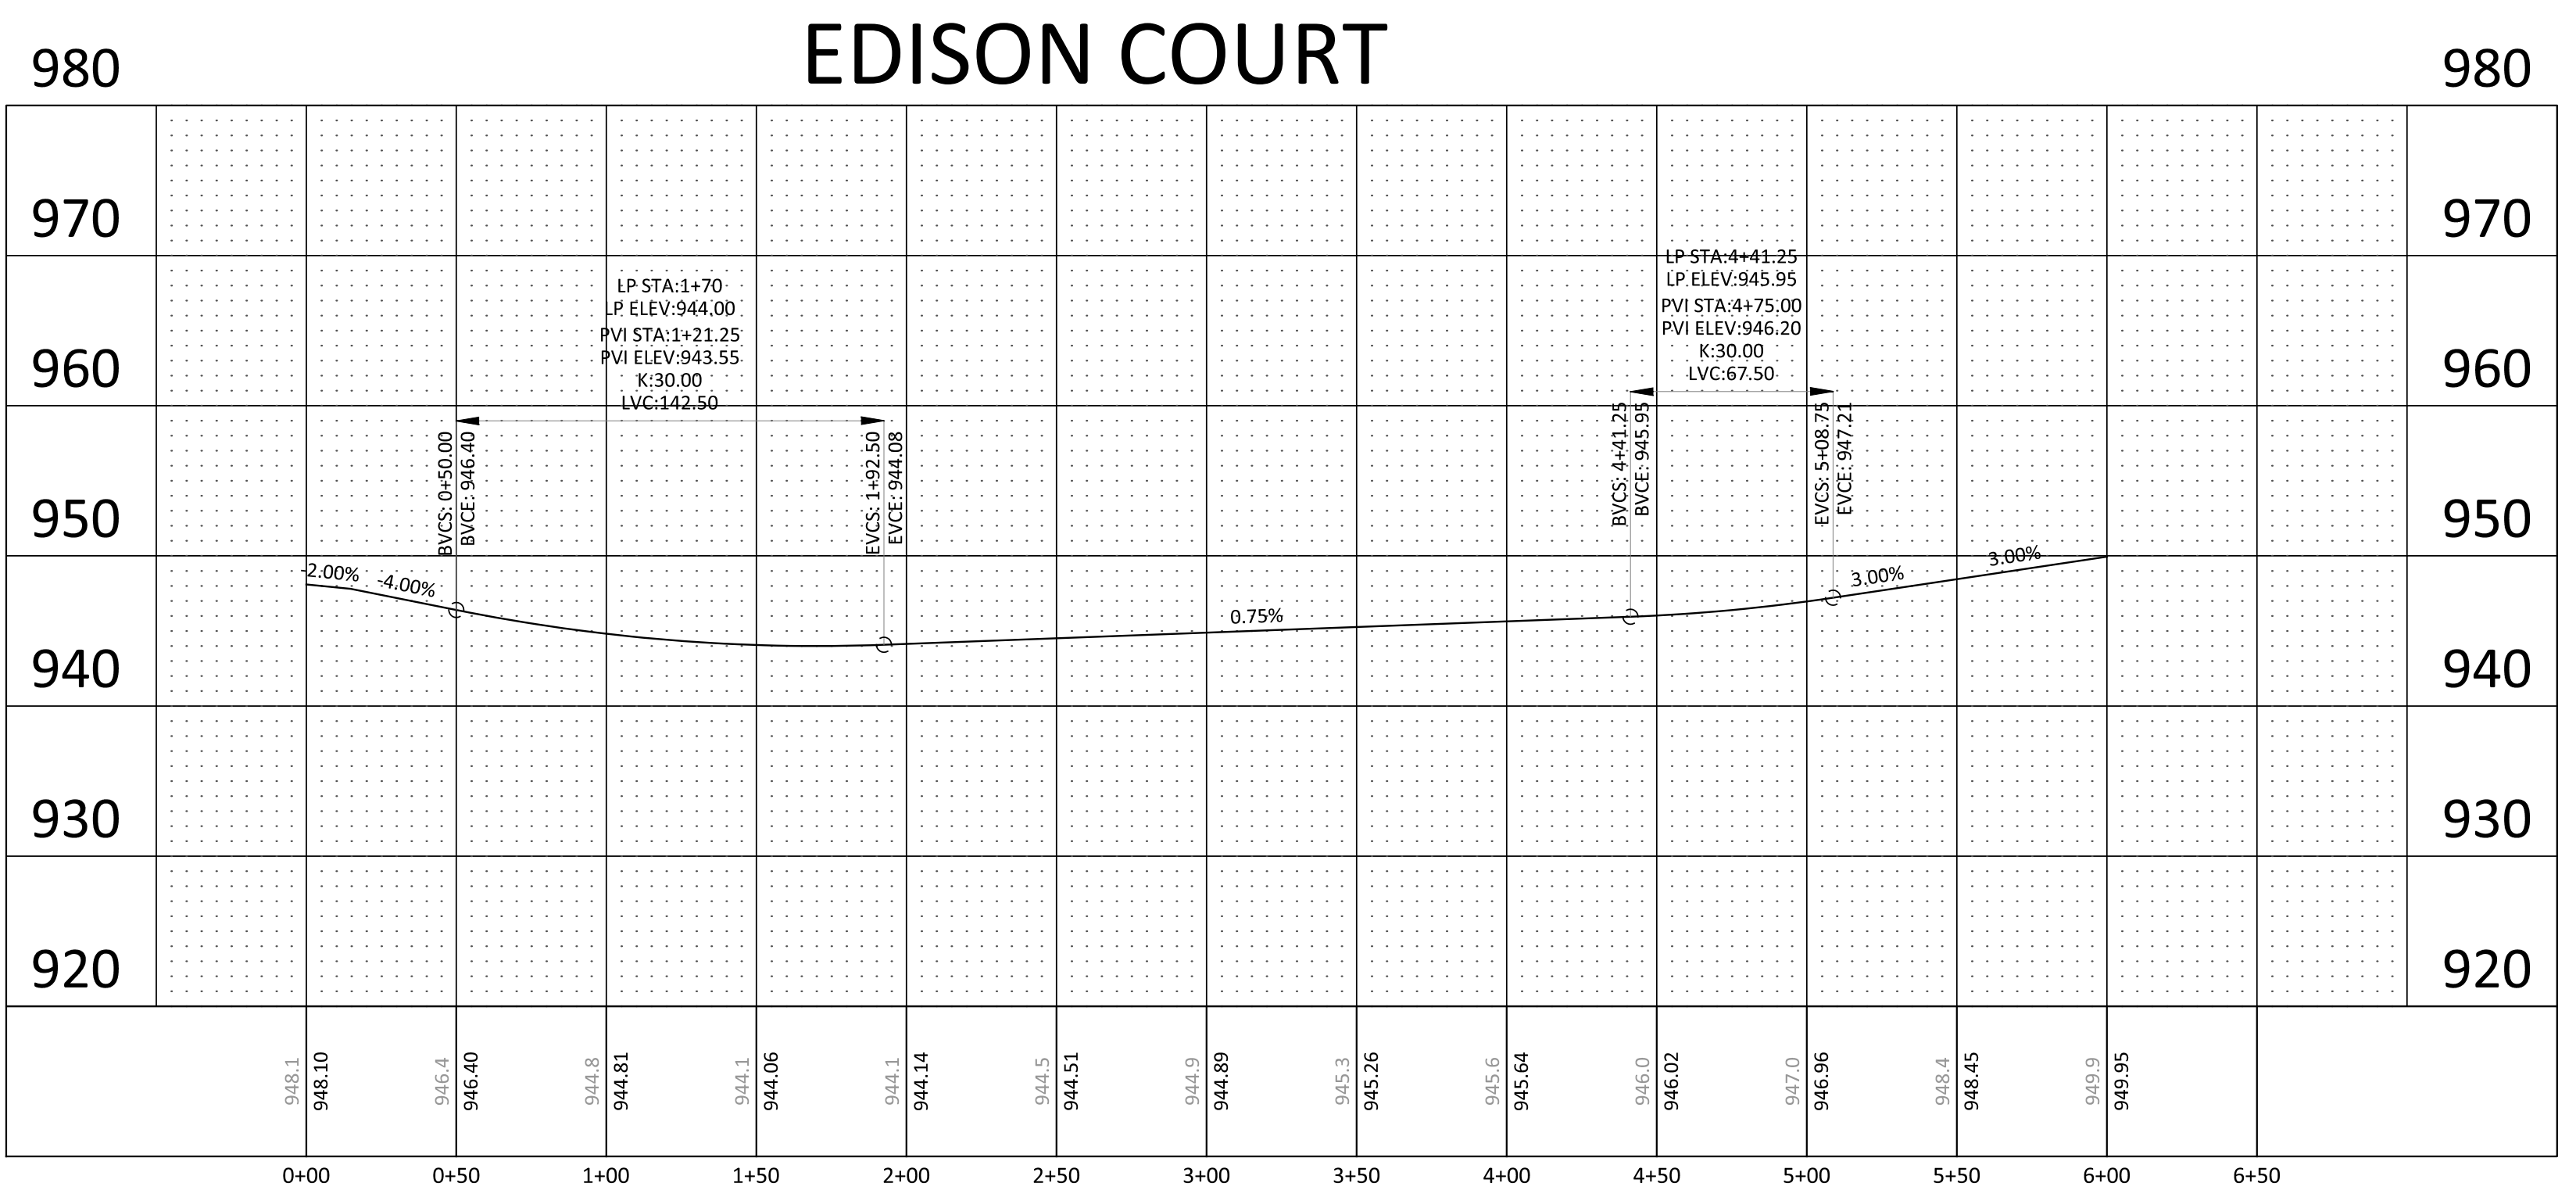 EDISON COURT
980
980
970
970
960
960
950
950
940
940
930
930
920
920
LP STA:1+70
LP ELEV:944.00
PVI STA:1+21.25
PVI ELEV:943.55
K:30.00
LVC:142.50
LP STA:4+41.25
LP ELEV:945.95
PVI STA:4+75.00
PVI ELEV:946.20
K:30.00
LVC:67.50
BVCS: 0+50.00
BVCE: 946.40
EVCS: 1+92.50
EVCE: 944.08
BVCS: 4+41.25
BVCE: 945.95
EVCS: 5+08.75
EVCE: 947.21
-2.00%
-4.00%
0.75%
3.00%
3.00%
948.1
948.10
946.4
946.40
944.8
944.81
944.1
944.06
944.1
944.14
944.5
944.51
944.9
944.89
945.3
945.26
945.6
945.64
946.0
946.02
947.0
946.96
948.4
948.45
949.9
949.95
0+00
0+50
1+00
1+50
2+00
2+50
3+00
3+50
4+00
4+50
5+00
5+50
6+00
6+50